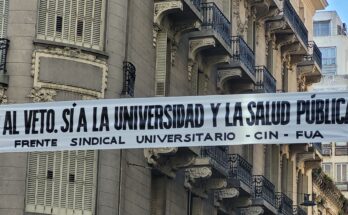 AL VETO. SÍ A LA UNIVERSIDAD Y LA SALUD PÚBLICA
FRENTE SINDICAL UNIVERSITARIO - CIN - FUA